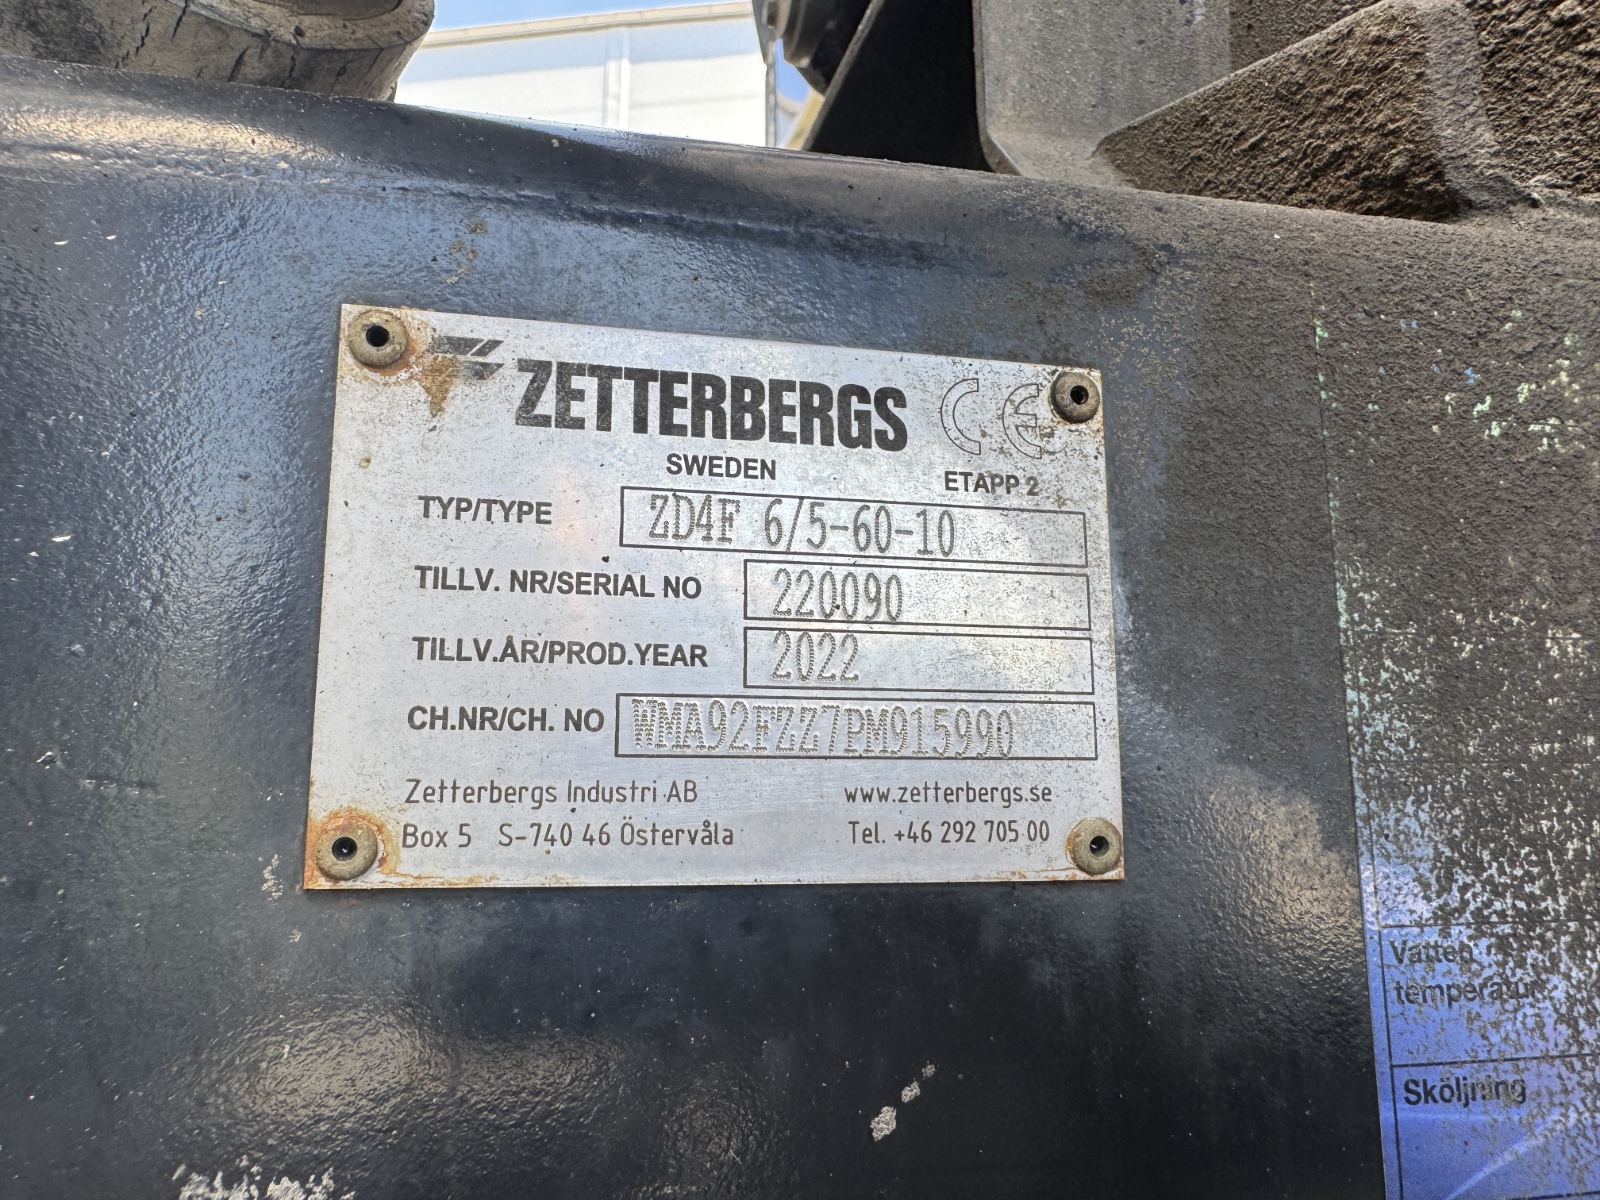 ZETTERBERGS CE
SWEDEN
ETAPP 2
TYP/TYPE ZD4F 6/5-60-10
TILLV. NR/SERIAL NO 220090
TILLV.ÅR/PROD.YEAR 2022
CH.NR/CH. NO WMA92FZZ7PM915990
Zetterbergs Industri AB www.zetterbergs.se
Box 5 S-740 46 Östervåla Tel. +46 292 705 00
Vatten
temperatur
Sköljning